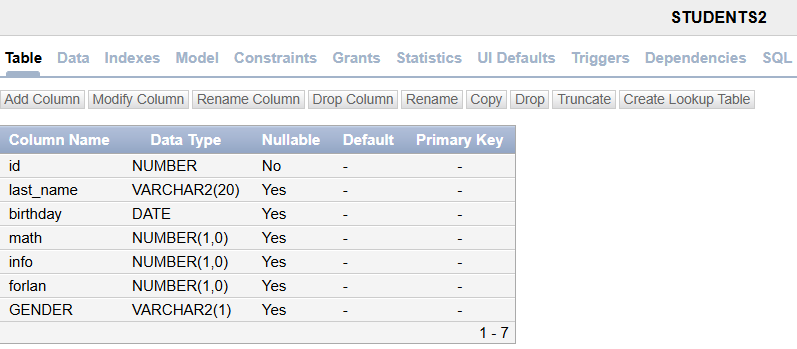 STUDENTS2
Table Data Indexes Model Constraints Grants Statistics UI Defaults Triggers Dependencies SQL
Add Column Modify Column Rename Column Drop Column Rename Copy Drop Truncate Create Lookup Table
Column Name Data Type Nullable Default Primary Key
id NUMBER No - -
last_name VARCHAR2(20) Yes - -
birthday DATE Yes - -
math NUMBER(1,0) Yes - -
info NUMBER(1,0) Yes - -
forlan NUMBER(1,0) Yes - -
GENDER VARCHAR2(1) Yes - -
1 - 7